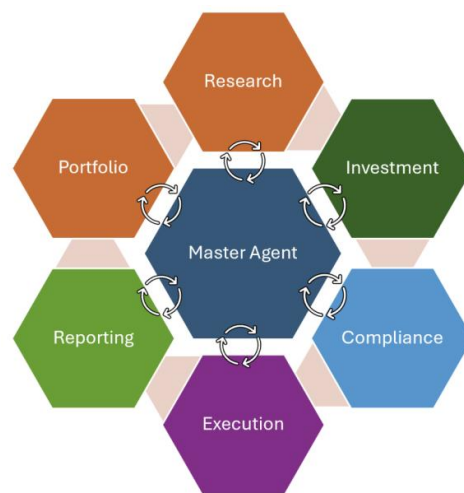 Research
Portfolio
Investment
Master Agent
Reporting
Compliance
Execution